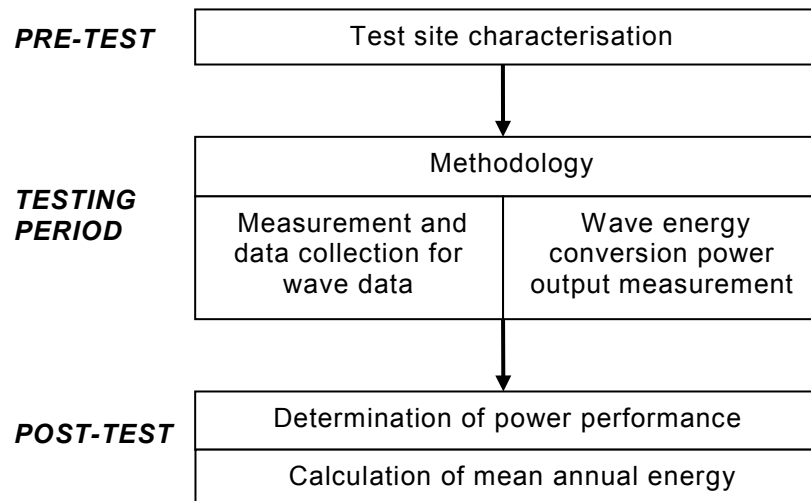 PRE-TEST
Test site characterisation
Methodology
TESTING
PERIOD
Measurement and
data collection for
wave data
Wave energy
conversion power
output measurement
POST-TEST
Determination of power performance
Calculation of mean annual energy